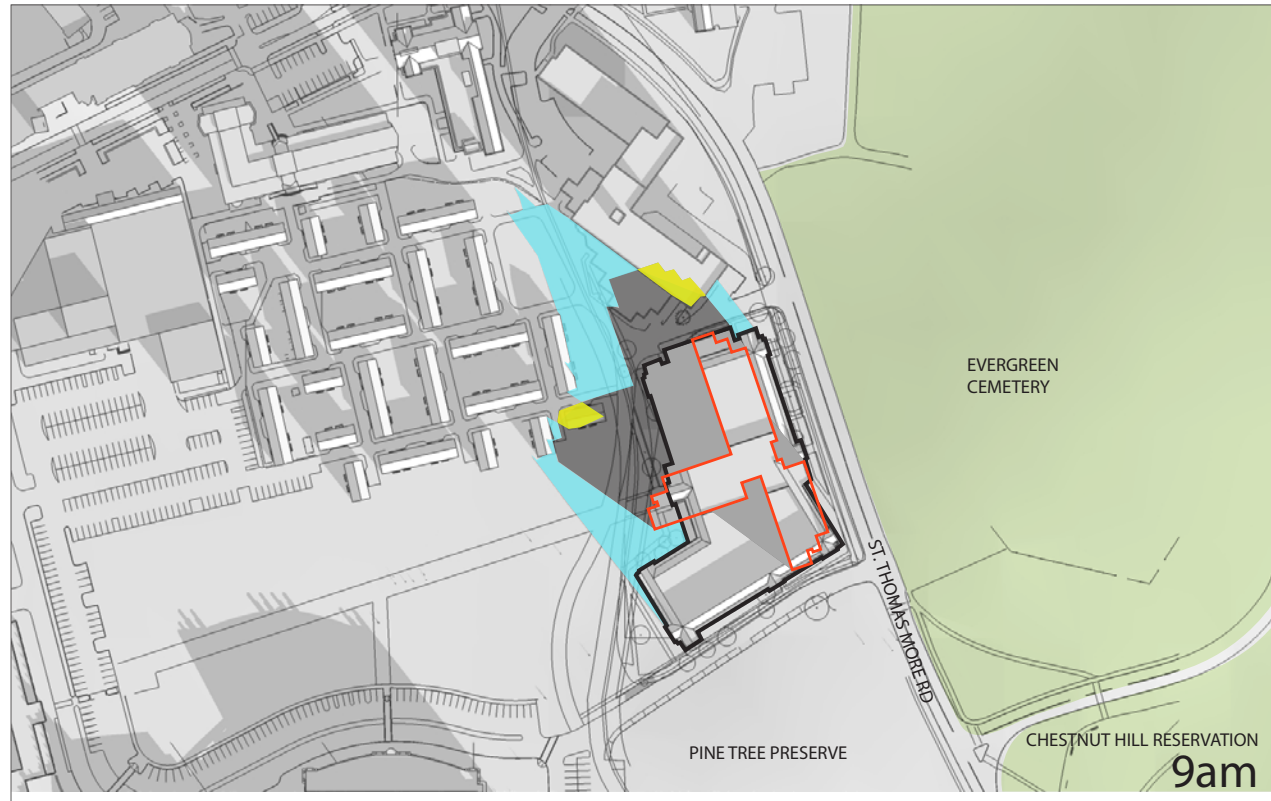 EVERGREEN
CEMETERY
ST. THOMAS MORE RD
PINE TREE PRESERVE
CHESTNUT HILL RESERVATION
9am